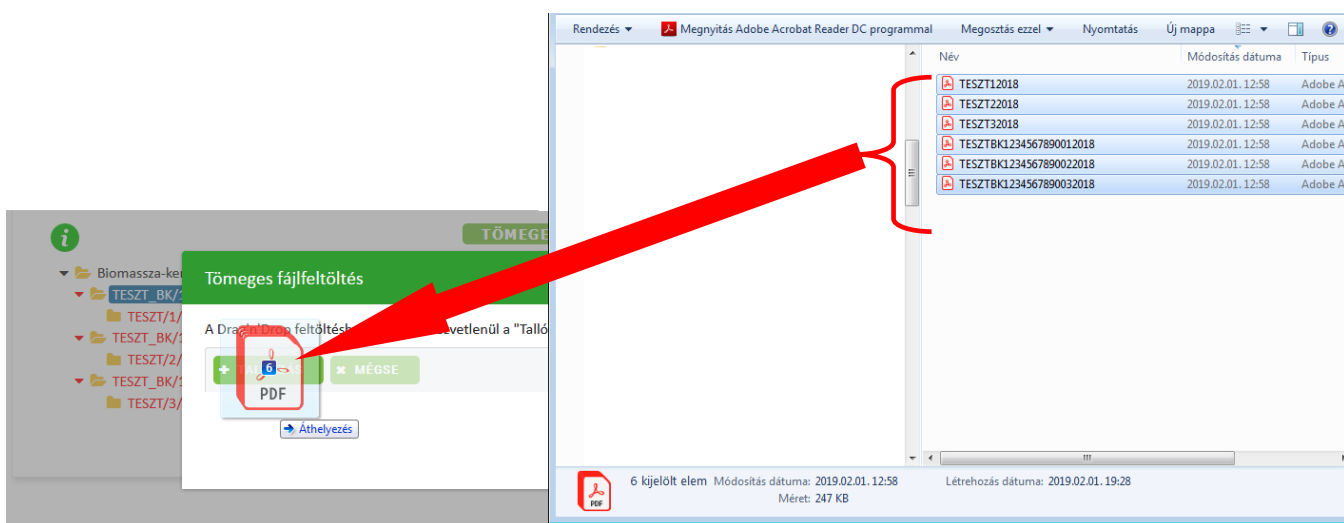 Rendezés Megnyitás Adobe Acrobat Reader DC programmal Megosztás ezzel Nyomtatás Új mappa
Név Módosítás dátuma Típus
TESZT12018 2019.02.01. 12:58 Adobe A
TESZT22018 2019.02.01. 12:58 Adobe A
TESZT32018 2019.02.01. 12:58 Adobe A
TESZTBK1234567890012018 2019.02.01. 12:58 Adobe A
TESZTBK1234567890022018 2019.02.01. 12:58 Adobe A
TESZTBK1234567890032018 2019.02.01. 12:58 Adobe A
TÖMEGE
Biomassza-ke
TESZT_BK/1
TESZT/1/
TESZT_BK/1
TESZT/2/
TESZT_BK/1
TESZT/3/
Tömeges fájlfeltöltés
A Drag'n'Drop feltöltésh evetlenül a "Talló
MÉGSE
6
PDF
Áthelyezés
6 kijelölt elem Módosítás dátuma: 2019.02.01. 12:58 Létrehozás dátuma: 2019.02.01. 19:28
Méret: 247 KB
PDF